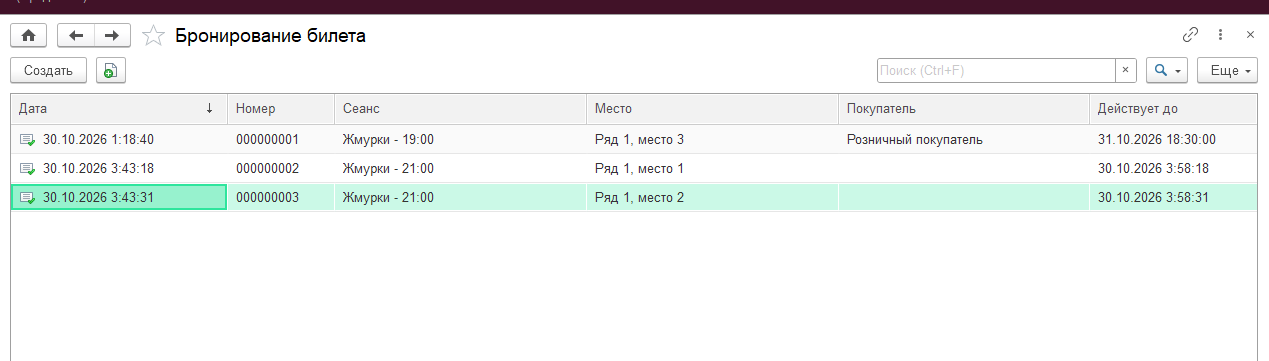 Бронирование билета
Создать Поиск (Ctrl+F) × Еще
Дата ↓ Номер Сеанс Место Покупатель Действует до
30.10.2026 1:18:40 000000001 Жмурки - 19:00 Ряд 1, место 3 Розничный покупатель 31.10.2026 18:30:00
30.10.2026 3:43:18 000000002 Жмурки - 21:00 Ряд 1, место 1 30.10.2026 3:58:18
30.10.2026 3:43:31 000000003 Жмурки - 21:00 Ряд 1, место 2 30.10.2026 3:58:31